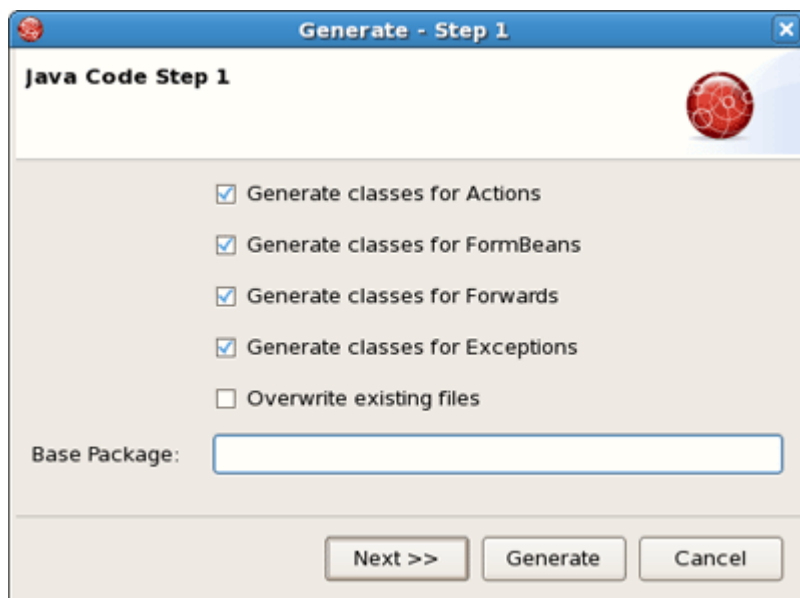 Generate - Step 1
Java Code Step 1
Generate classes for Actions
Generate classes for FormBeans
Generate classes for Forwards
Generate classes for Exceptions
Overwrite existing files
Base Package:
Next >> Generate Cancel